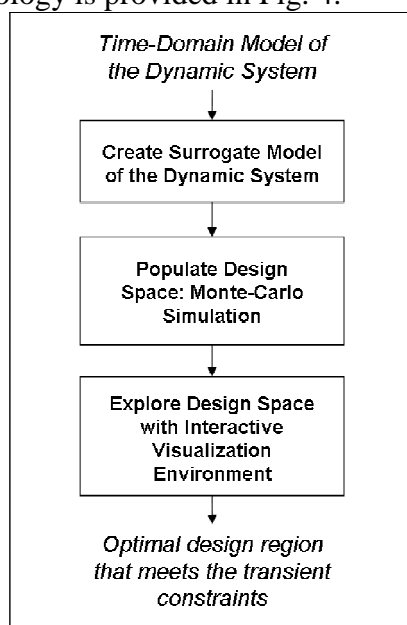 ology is provided in Fig. 4.
Time-Domain Model of
the Dynamic System
Create Surrogate Model
of the Dynamic System
Populate Design
Space: Monte-Carlo
Simulation
Explore Design Space
with Interactive
Visualization
Environment
Optimal design region
that meets the transient
constraints